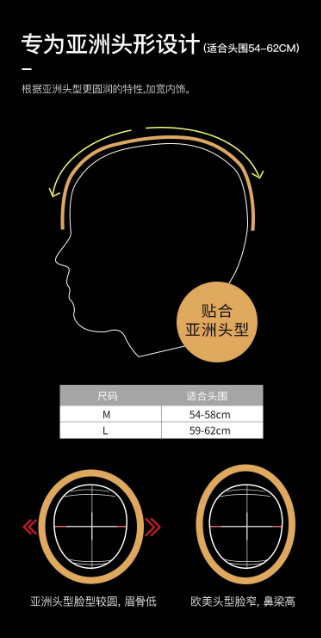 专为亚洲头形设计(适合头围54-62CM)
根据亚洲头型更圆润的特性,加宽内饰。
贴合
亚洲头型
尺码 适合头围
M 54-58cm
L 59-62cm
亚洲头型脸型较圆, 眉骨低 欧美头型脸窄, 鼻梁高